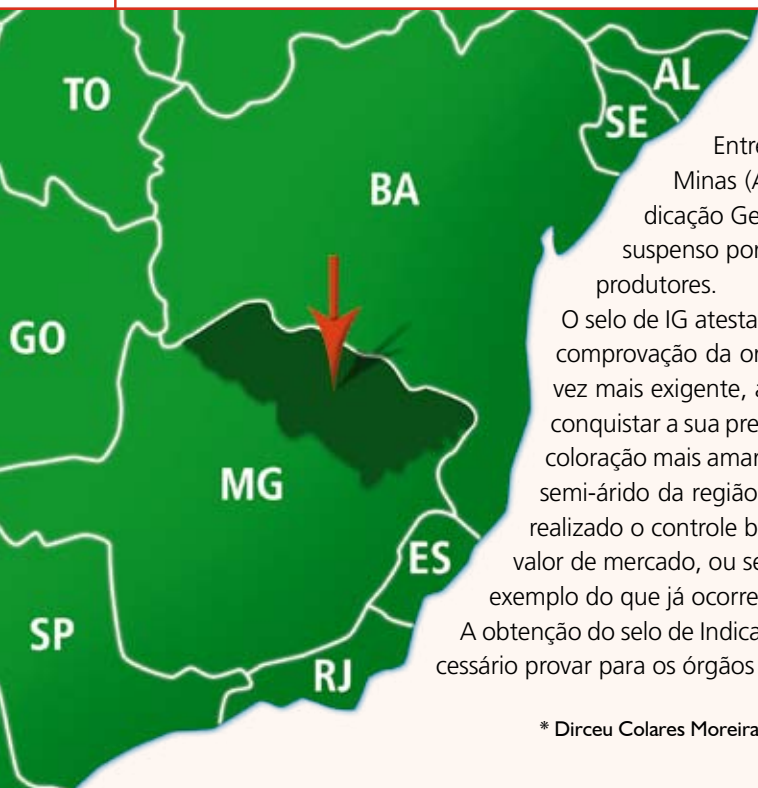 TO
AL
SE
BA
GO
MG
ES
SP
RJ
Entre
Minas (A
dicação Ge
suspenso por
produtores.
O selo de IG atesta
comprovação da or
vez mais exigente, a
conquistar a sua pre
coloração mais amar
semi-árido da região
realizado o controle b
valor de mercado, ou se
exemplo do que já ocorre
A obtenção do selo de Indica
cessário provar para os órgãos
* Dirceu Colares Moreira